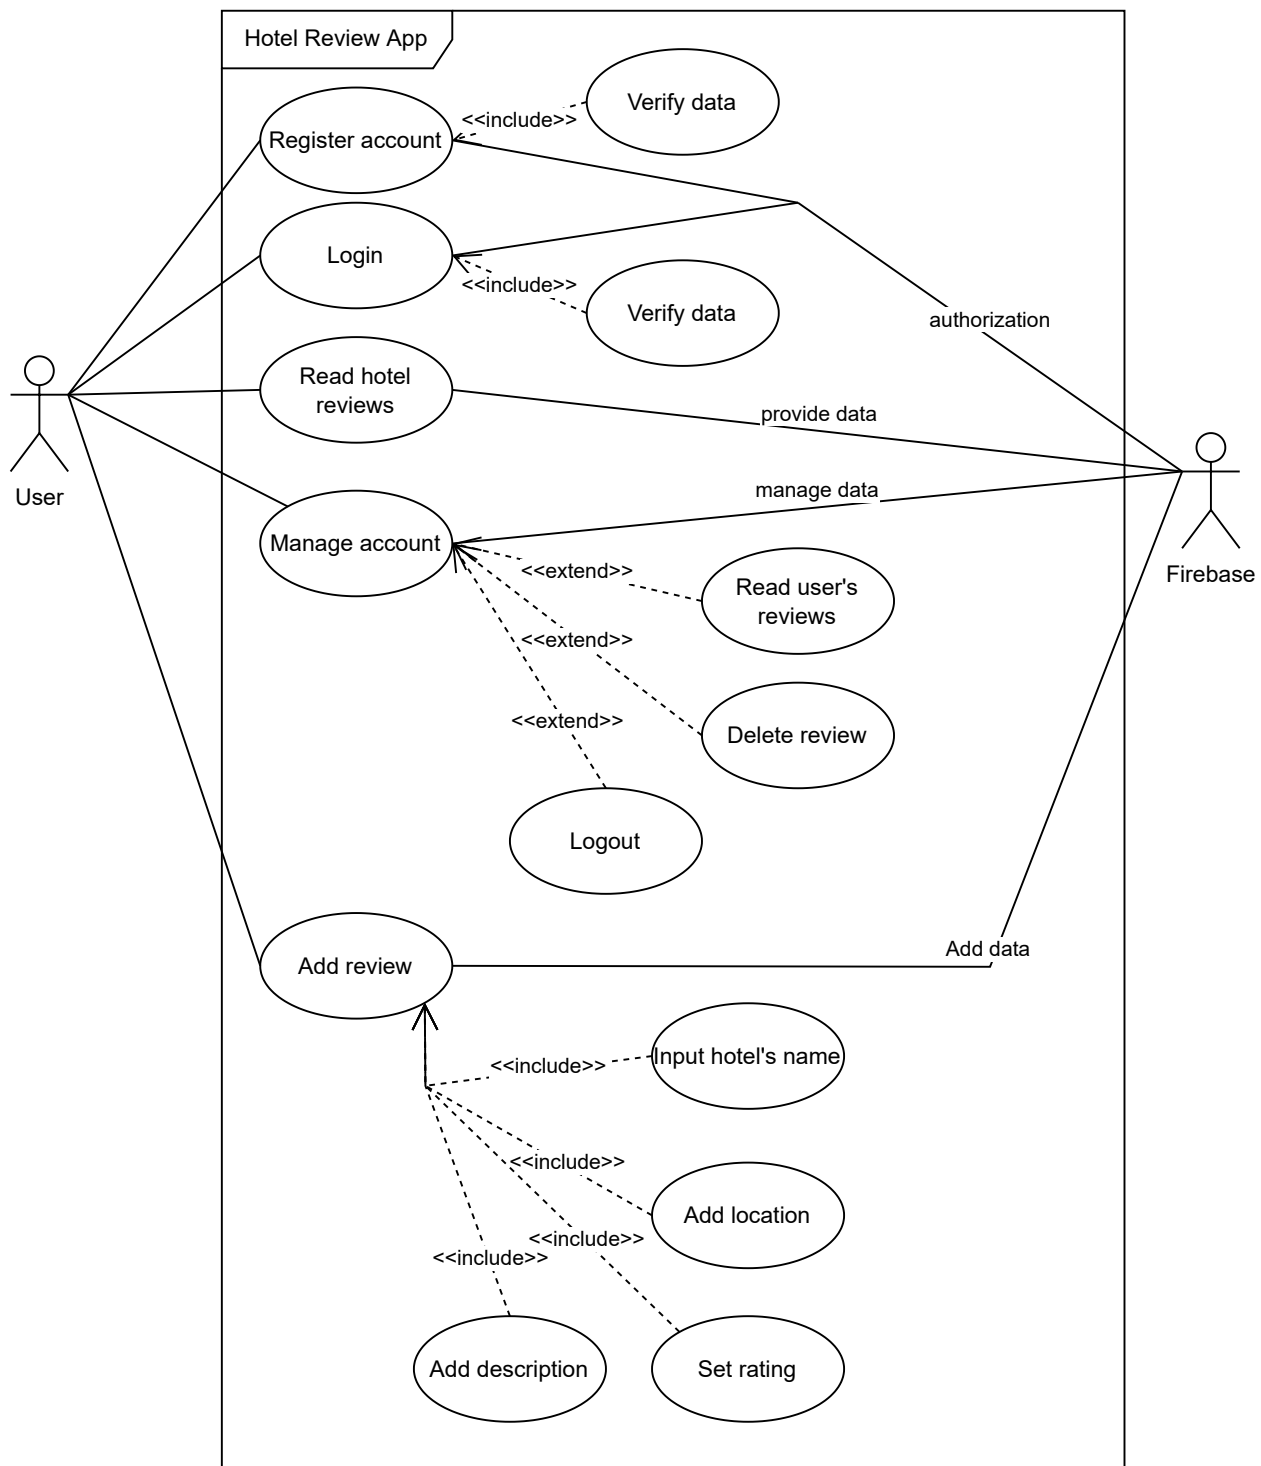 Hotel Review App
Verify data
<<include>>
Register account
Login
<<include>>
Verify data
authorization
Read hotel
reviews
provide data
manage data
User
Manage account
<<extend>>
Firebase
Read user's
reviews
<<extend>>
<<extend>>
Delete review
Logout
Add data
Add review
<<include>>
Input hotel's name
<<include>>
Add location
<<include>>
<<include>>
Add description
Set rating